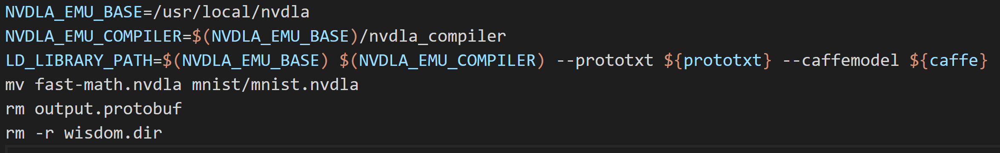 NVDLA_EMU_BASE=/usr/local/nvdla
NVDLA_EMU_COMPILER=$(NVDLA_EMU_BASE)/nvdla_compiler
LD_LIBRARY_PATH=$(NVDLA_EMU_BASE) $(NVDLA_EMU_COMPILER) --prototxt ${prototxt} --caffemodel ${caffe}
mv fast-math.nvdla mnist/mnist.nvdla
rm output.protobuf
rm -r wisdom.dir